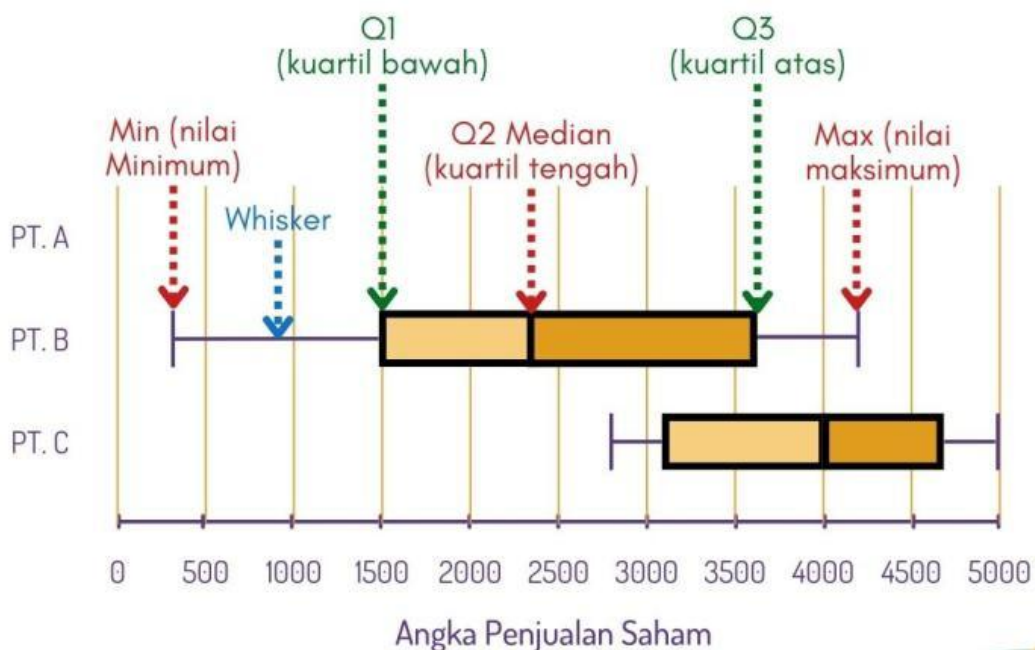 Q1
(kuartil bawah)
Q3
(kuartil atas)
Min (nilai
Minimum)
Q2 Median
(kuartil tengah)
Max (nilai
maksimum)
Whisker
PT. A
PT. B
PT. C
0 500 1000 1500 2000 2500 3000 3500 4000 4500 5000
Angka Penjualan Saham